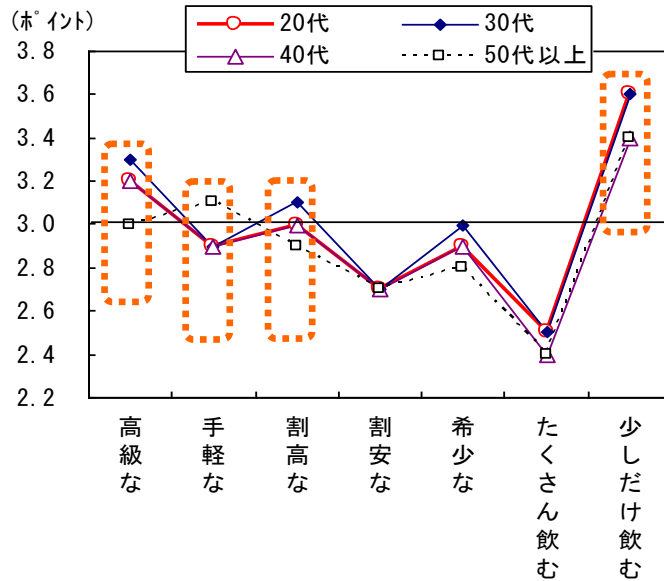 (ポイント)
20代 30代
40代 50代以上
3.8
3.6
3.4
3.2
3.0
2.8
2.6
2.4
2.2
高級な
手軽な
割高な
割安な
希少な
たくさん飲む
少しだけ飲む